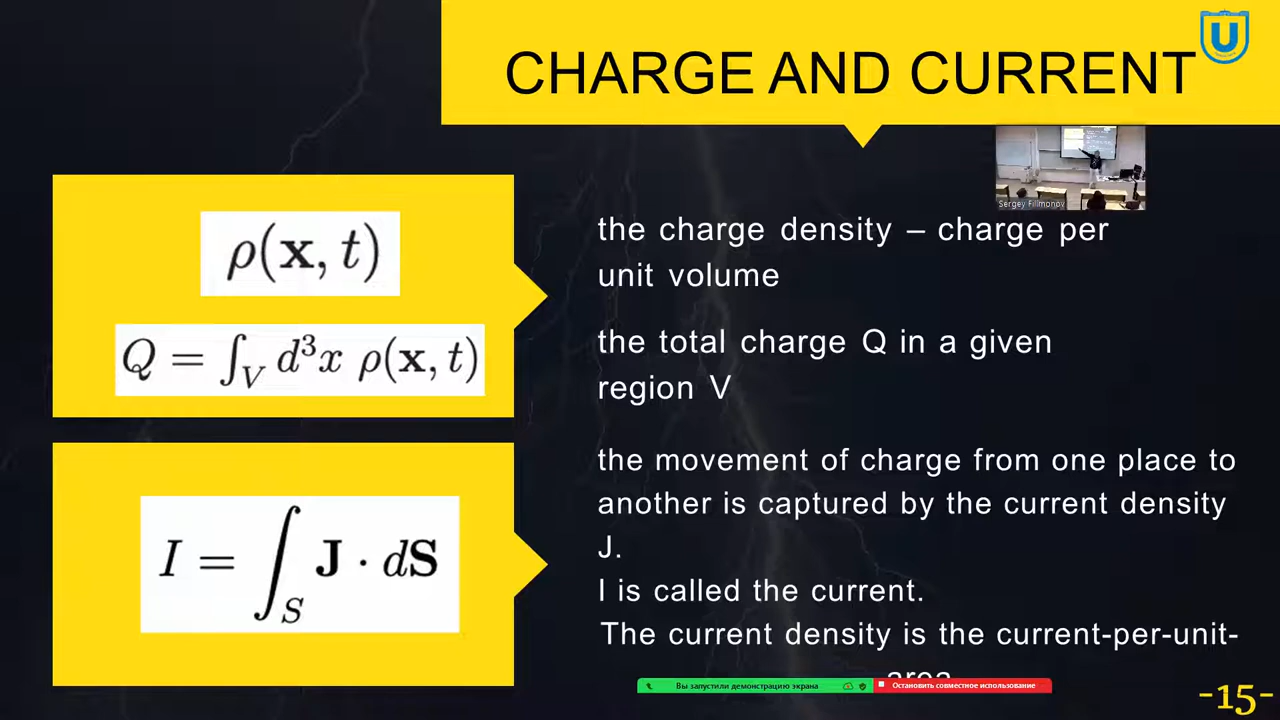 CHARGE AND CURRENT
U
Sergey Filimonov
ρ(x, t)
the charge density – charge per
unit volume
Q = ∫_V d³x ρ(x, t)
the total charge Q in a given
region V
I = ∫_S J · dS
the movement of charge from one place to
another is captured by the current density
J.
I is called the current.
The current density is the current-per-unit-
area
Вы запустили демонстрацию экрана
Остановить совместное использование
-15-